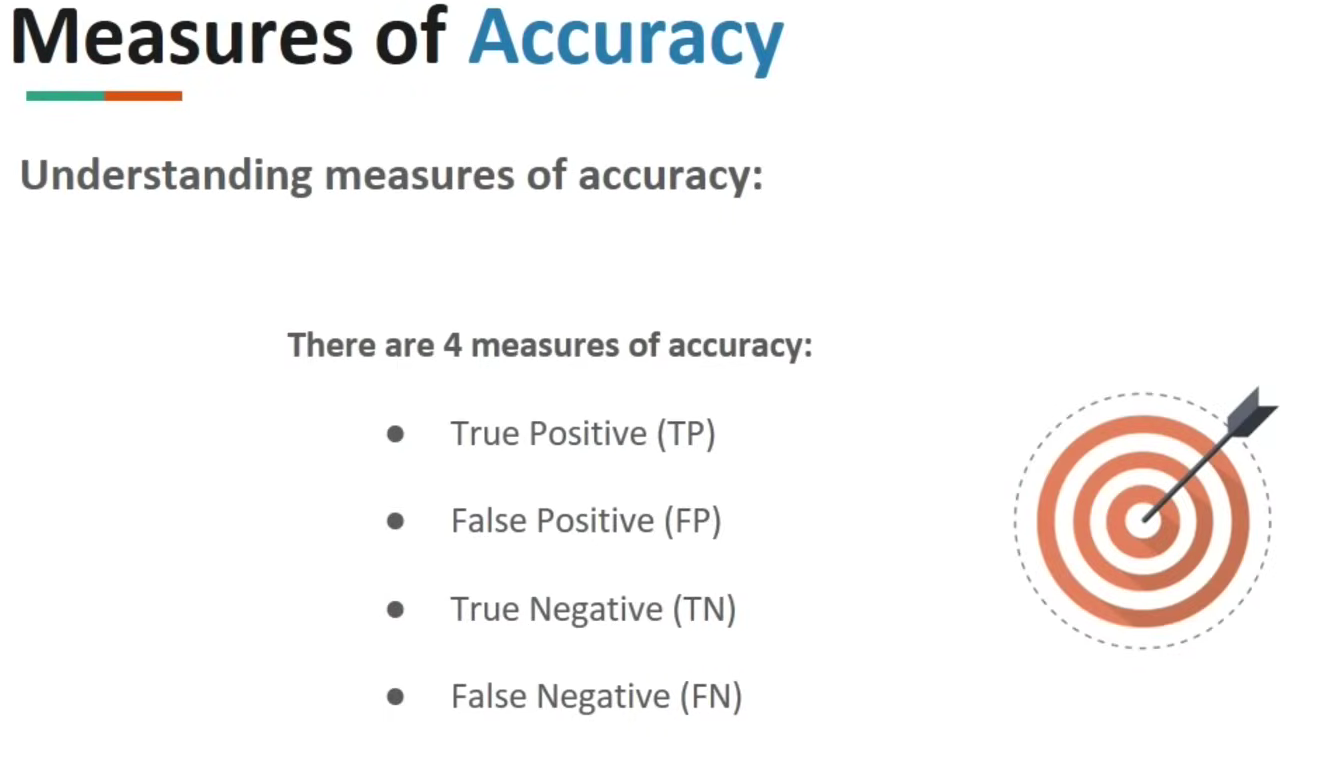 Measures of Accuracy
Understanding measures of accuracy:
There are 4 measures of accuracy:
● True Positive (TP)
● False Positive (FP)
● True Negative (TN)
● False Negative (FN)